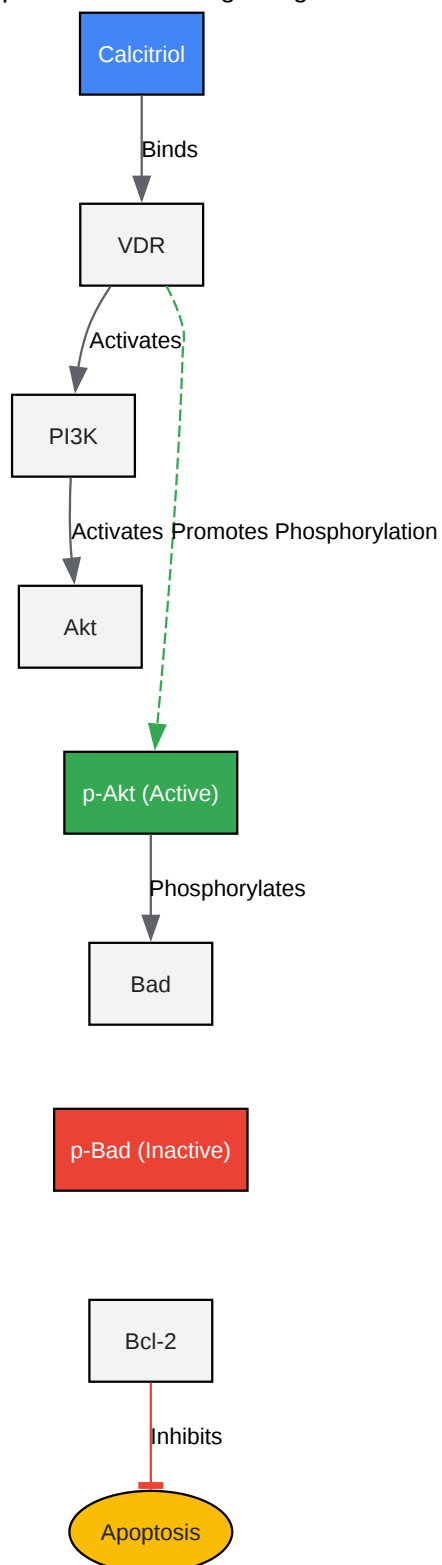 Calcitriol
Binds
VDR
Activates
PI3K
Activates
Promotes Phosphorylation
Akt
p-Akt (Active)
Phosphorylates
Bad
p-Bad (Inactive)
Bcl-2
Inhibits
Apoptosis